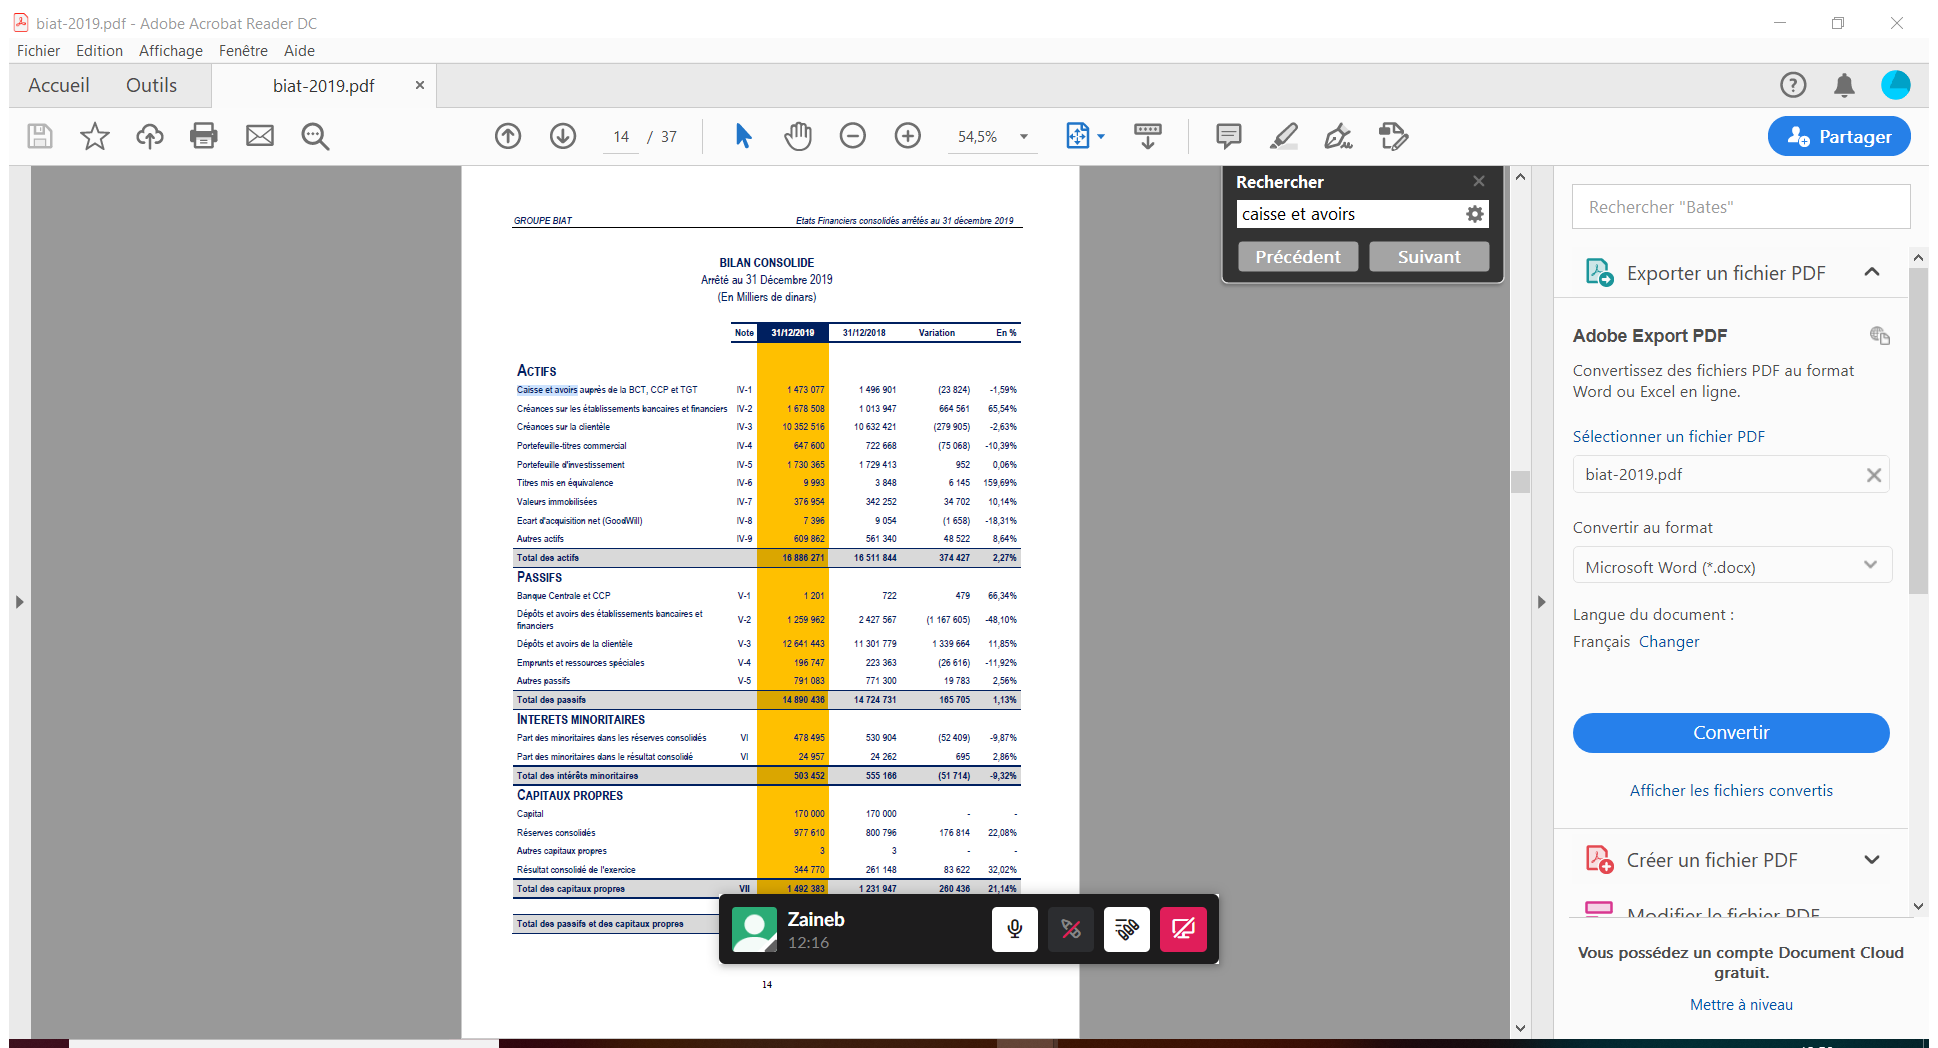 biat-2019.pdf - Adobe Acrobat Reader DC
Fichier Edition Affichage Fenêtre Aide
Accueil Outils biat-2019.pdf
14 / 37 54,5% Partager
GROUPE BIAT Etats Financiers consolidés arrêtés au 31 décembre 2019
BILAN CONSOLIDE
Arrêté au 31 Décembre 2019
(En Milliers de dinars)
Note 31/12/2019 31/12/2018 Variation En %
ACTIFS
Caisse et avoirs auprès de la BCT, CCP et TGT IV-1 1 473 077 1 496 901 (23 824) -1,59%
Créances sur les établissements bancaires et financiers IV-2 1 678 508 1 013 947 664 561 65,54%
Créances sur la clientèle IV-3 10 352 516 10 632 421 (279 905) -2,63%
Portefeuille-titres commercial IV-4 647 600 722 668 (75 068) -10,39%
Portefeuille d'investissement IV-5 1 730 365 1 729 413 952 0,06%
Titres mis en équivalence IV-6 9 993 3 848 6 145 159,69%
Valeurs immobilisées IV-7 376 954 342 252 34 702 10,14%
Ecart d'acquisition net (GoodWill) IV-8 7 396 9 054 (1 658) -18,31%
Autres actifs IV-9 609 862 561 340 48 522 8,64%
Total des actifs 16 886 271 16 511 844 374 427 2,27%
PASSIFS
Banque Centrale et CCP V-1 1 201 722 479 66,34%
Dépôts et avoirs des établissements bancaires et
financiers V-2 1 259 962 2 427 567 (1 167 605) -48,10%
Dépôts et avoirs de la clientèle V-3 12 641 443 11 301 779 1 339 664 11,85%
Emprunts et ressources spéciales V-4 196 747 223 363 (26 616) -11,92%
Autres passifs V-5 791 083 771 300 19 783 2,56%
Total des passifs 14 890 436 14 724 731 165 705 1,13%
INTERETS MINORITAIRES
Part des minoritaires dans les réserves consolidés VI 478 495 530 904 (52 409) -9,87%
Part des minoritaires dans le résultat consolidé VI 24 957 24 262 695 2,86%
Total des intérêts minoritaires 503 452 555 166 (51 714) -9,32%
CAPITAUX PROPRES
Capital 170 000 170 000 - -
Réserves consolidés 977 610 800 796 176 814 22,08%
Autres capitaux propres 3 3 - -
Résultat consolidé de l'exercice 344 770 261 148 83 622 32,02%
Total des capitaux propres VII 1 492 383 1 231 947 260 436 21,14%
Total des passifs et des capitaux propres
14
Zaineb
12:16
Rechercher
caisse et avoirs
Précédent Suivant
Rechercher "Bates"
Exporter un fichier PDF
Adobe Export PDF
Convertissez des fichiers PDF au format
Word ou Excel en ligne.
Sélectionner un fichier PDF
biat-2019.pdf
Convertir au format
Microsoft Word (*.docx)
Langue du document :
Français Changer
Convertir
Afficher les fichiers convertis
Créer un fichier PDF
Modifier le fichier PDF
Vous possédez un compte Document Cloud
gratuit.
Mettre à niveau